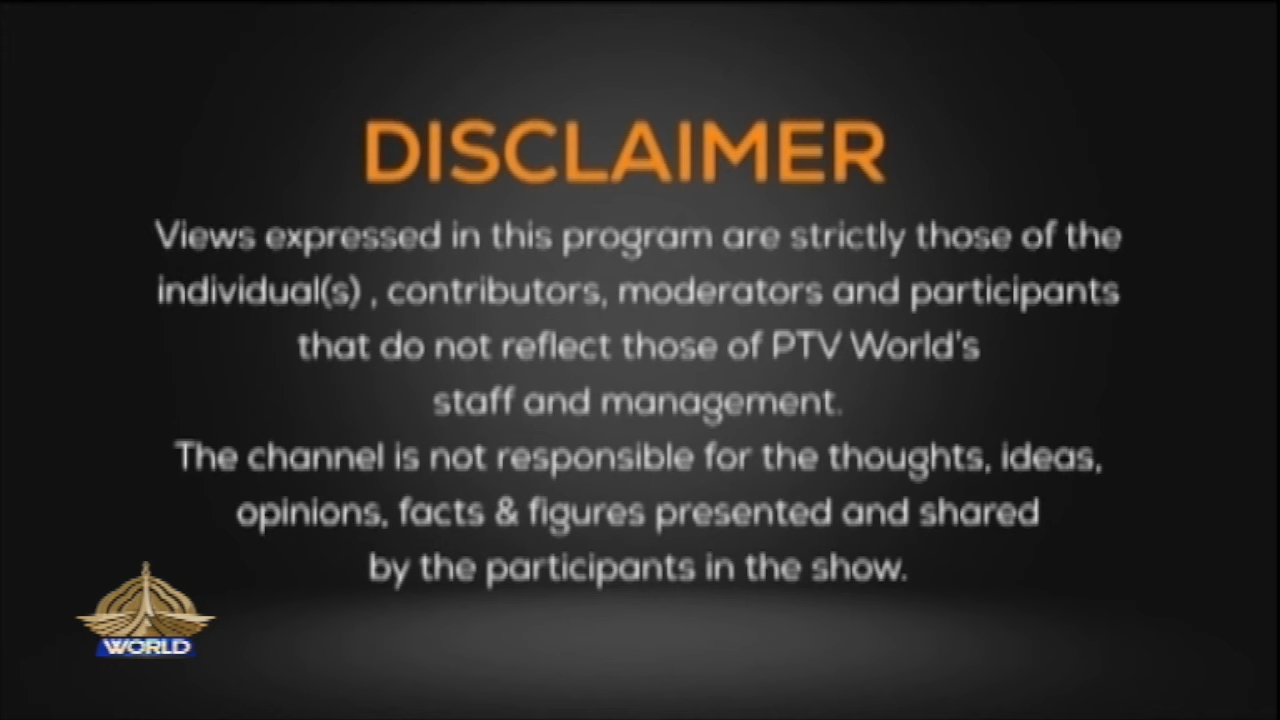 DISCLAIMER
Views expressed in this program are strictly those of the
individual(s) , contributors, moderators and participants
that do not reflect those of PTV World's
staff and management.
The channel is not responsible for the thoughts, ideas,
opinions, facts & figures presented and shared
by the participants in the show.
WORLD